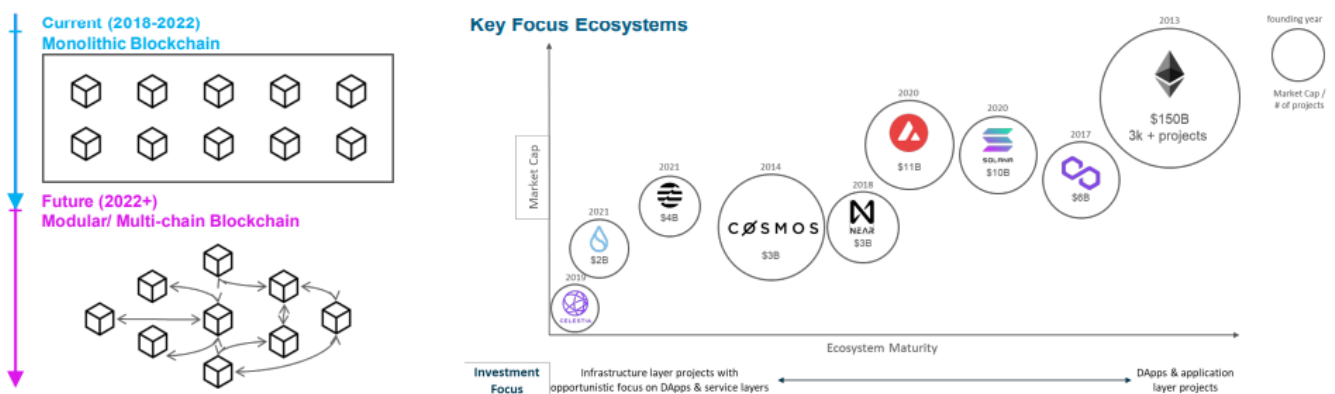 Current (2018-2022)
Monolithic Blockchain
Future (2022+)
Modular/ Multi-chain Blockchain
Key Focus Ecosystems
Market Cap
2019
CELESTIA
2021
$2B
2021
$4B
2014
COSMOS
$3B
2018
NEAR
$3B
2020
$11B
2020
SOLANA
$10B
2017
$6B
2013
$150B
3k + projects
founding year
Market Cap /
# of projects
Ecosystem Maturity
Investment
Focus
Infrastructure layer projects with
opportunistic focus on DApps & service layers
DApps & application
layer projects